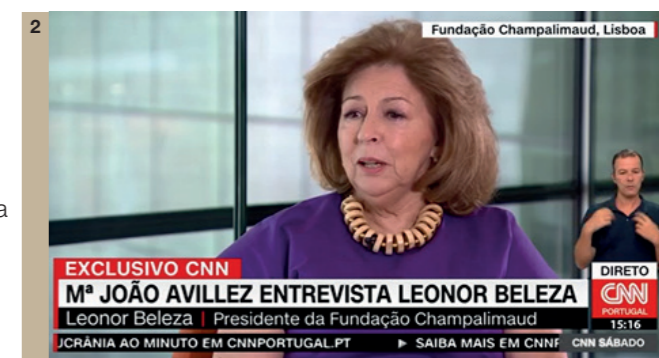 2
Fundação Champalimaud, Lisboa
a
EXCLUSIVO CNN
Mª JOÃO AVILLEZ ENTREVISTA LEONOR BELEZA
Leonor Beleza | Presidente da Fundação Champalimaud
UCRÂNIA AO MINUTO EM CNNPORTUGAL.PT ▶ SAIBA MAIS EM CNNP
DIRETO
CNN
PORTUGAL
15:16
CNN SÁBADO